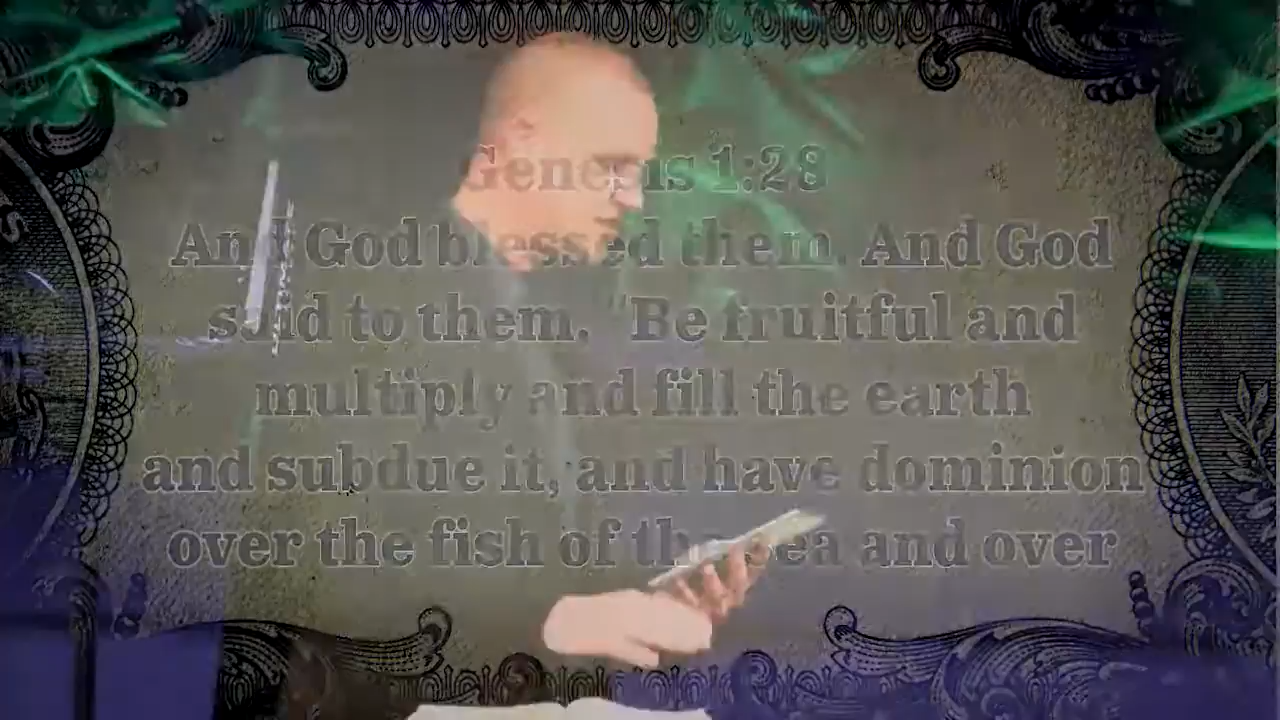 Genesis 1:28
And God blessed them. And God
said to them, "Be fruitful and
multiply and fill the earth
and subdue it, and have dominion
over the fish of the sea and over